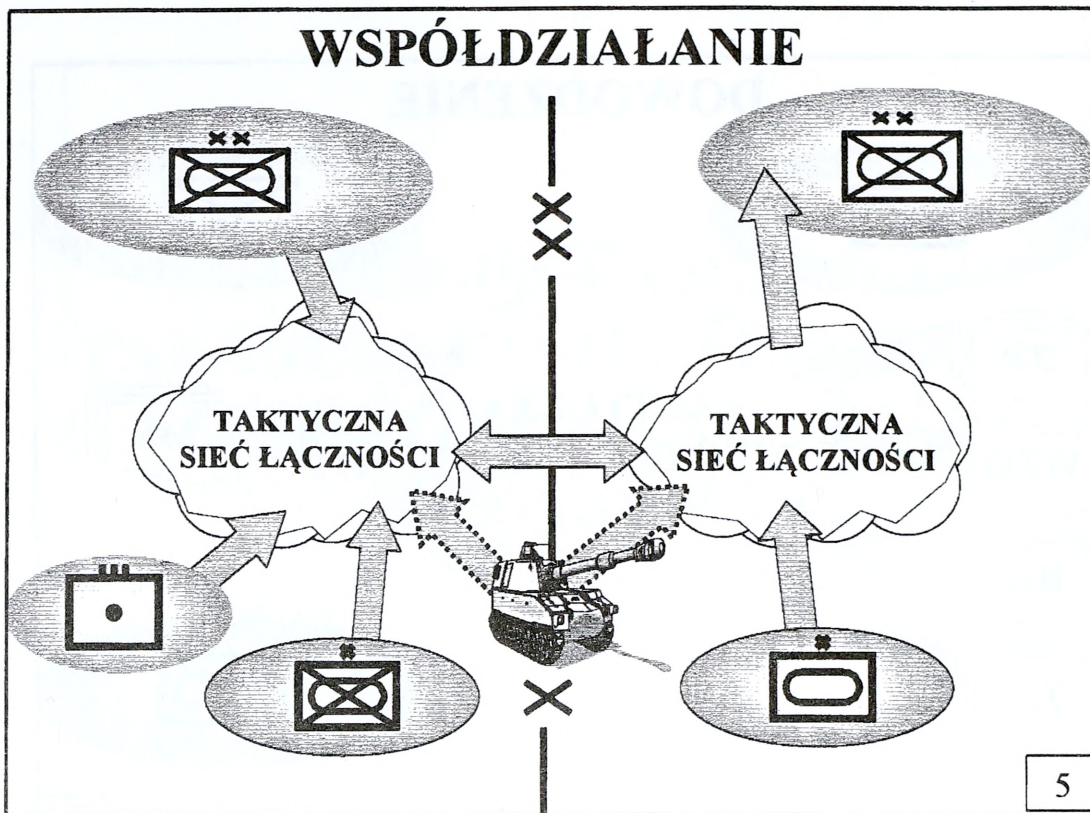 WSPÓŁDZIAŁANIE
TAKTYCZNA
SIEĆ ŁĄCZNOŚCI
TAKTYCZNA
SIEĆ ŁĄCZNOŚCI
5